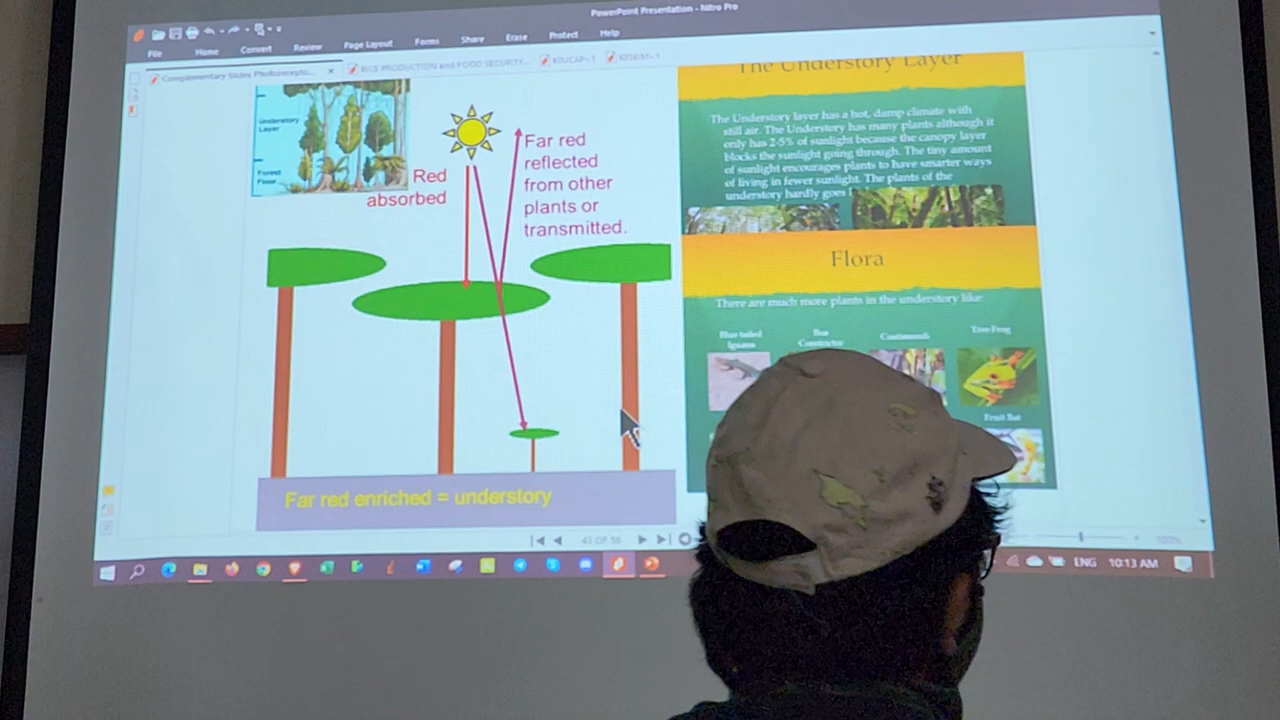 PowerPoint Presentation - Nitro Pro
File Home Convert Review Page Layout Forms Share Erase Protect Help
Complementary Slides Photorecepto... × RICE PRODUCTION and FOOD SECURITY...
Understory
Layer
Forest
Floor
Red
absorbed
Far red
reflected
from other
plants or
transmitted.
Far red enriched = understory
The Understory Layer
The Understory layer has a hot, damp climate with
still air. The Understory has many plants although it
only has 2-5% of sunlight because the canopy layer
blocks the sunlight going through. The tiny amount
of sunlight encourages plants to have smarter ways
of living in fewer sunlight. The plants of the
understory hardly goes
Flora
There are much more plants in the understory like:
Blue tailed
Iguana
Boa
Constrictor
Coatimundi
Tree Frog
Fruit Bat
43 OF 56
100%
ENG 10:13 AM